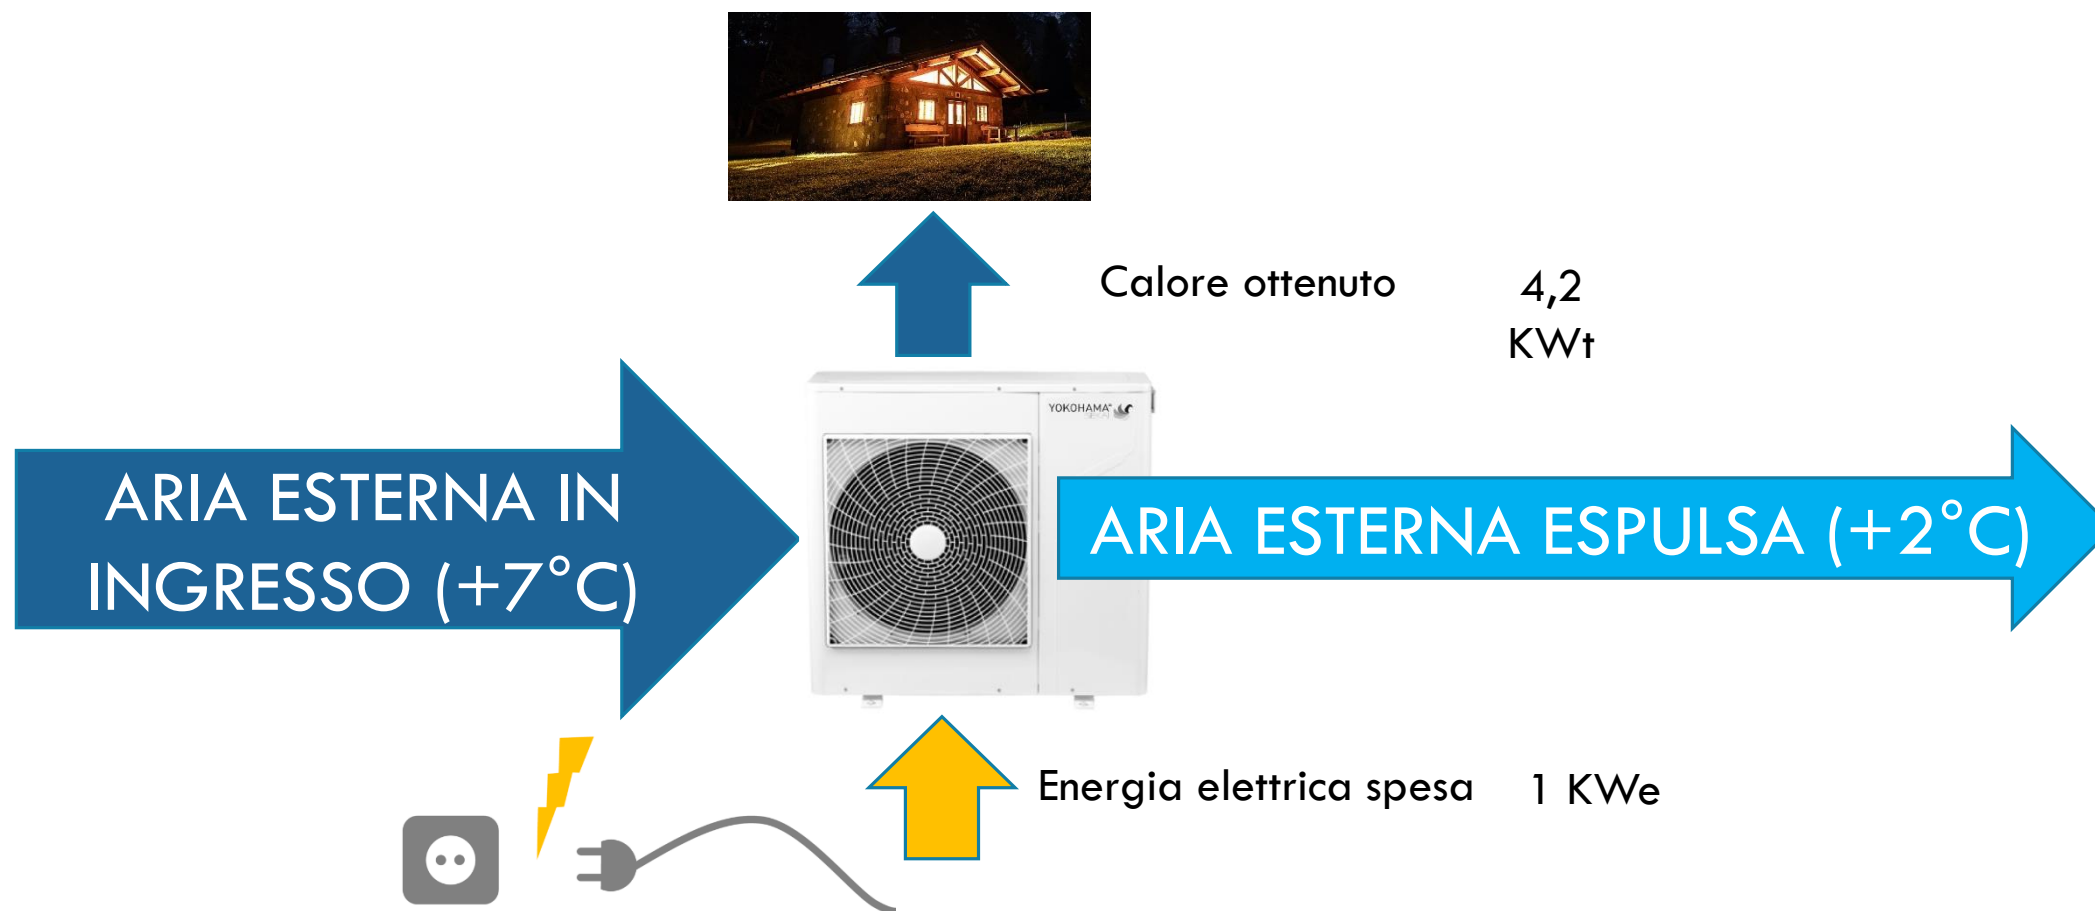 Calore ottenuto
4,2
KWt
YOKOHAMA
ARIA ESTERNA IN
INGRESSO (+7°C)
ARIA ESTERNA ESPULSA (+2°C)
Energia elettrica spesa
1 KWe